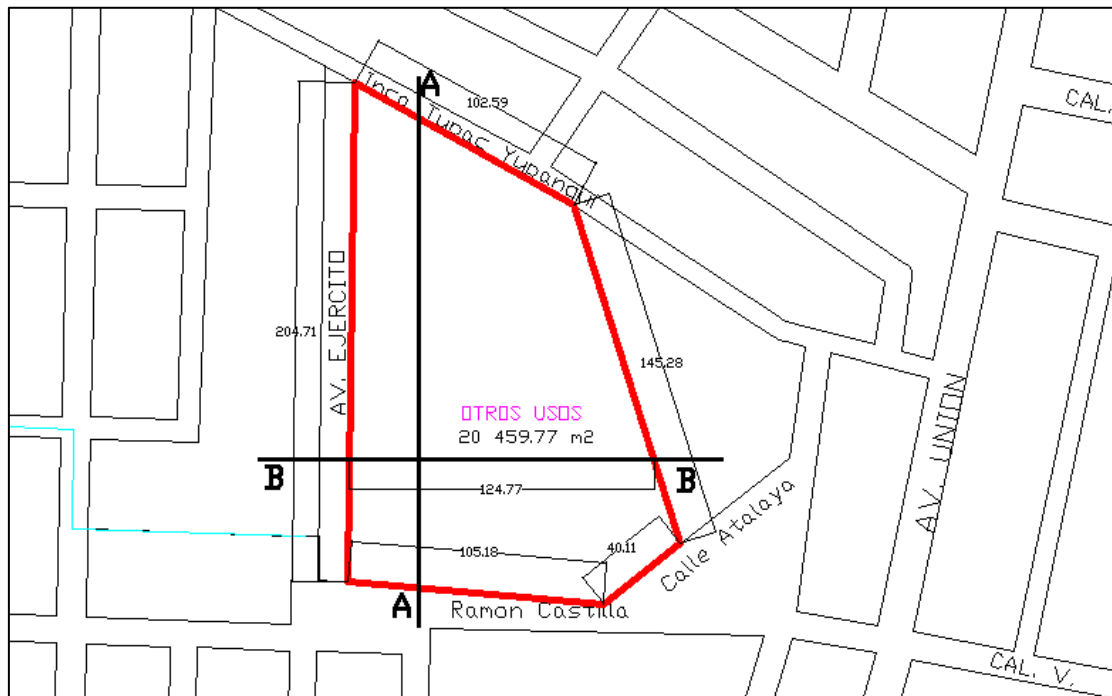 A
Inca Tupac Yupanqui
102.59
CAL.
204.71
AV. EJERCITO
145.28
AV. UNION
OTROS USOS
20 459.77 m2
B
B
124.77
Calle Atalaya
105.18
40.11
A
Ramon Castilla
CAL. V.